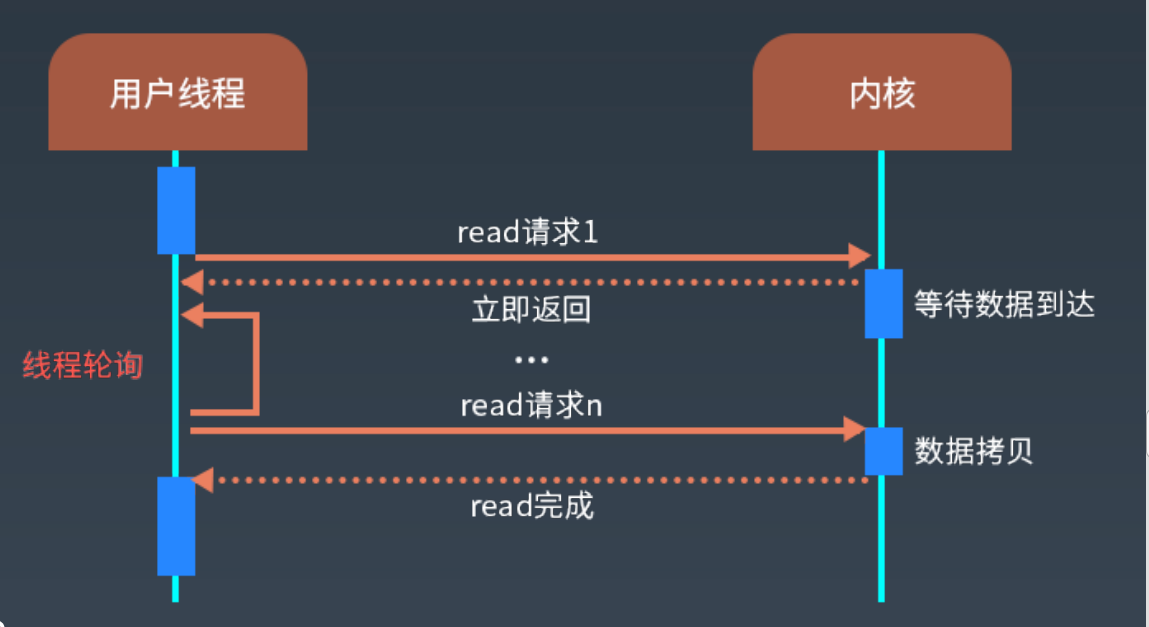 用户线程
内核
read请求1
立即返回
等待数据到达
...
线程轮询
read请求n
数据拷贝
read完成